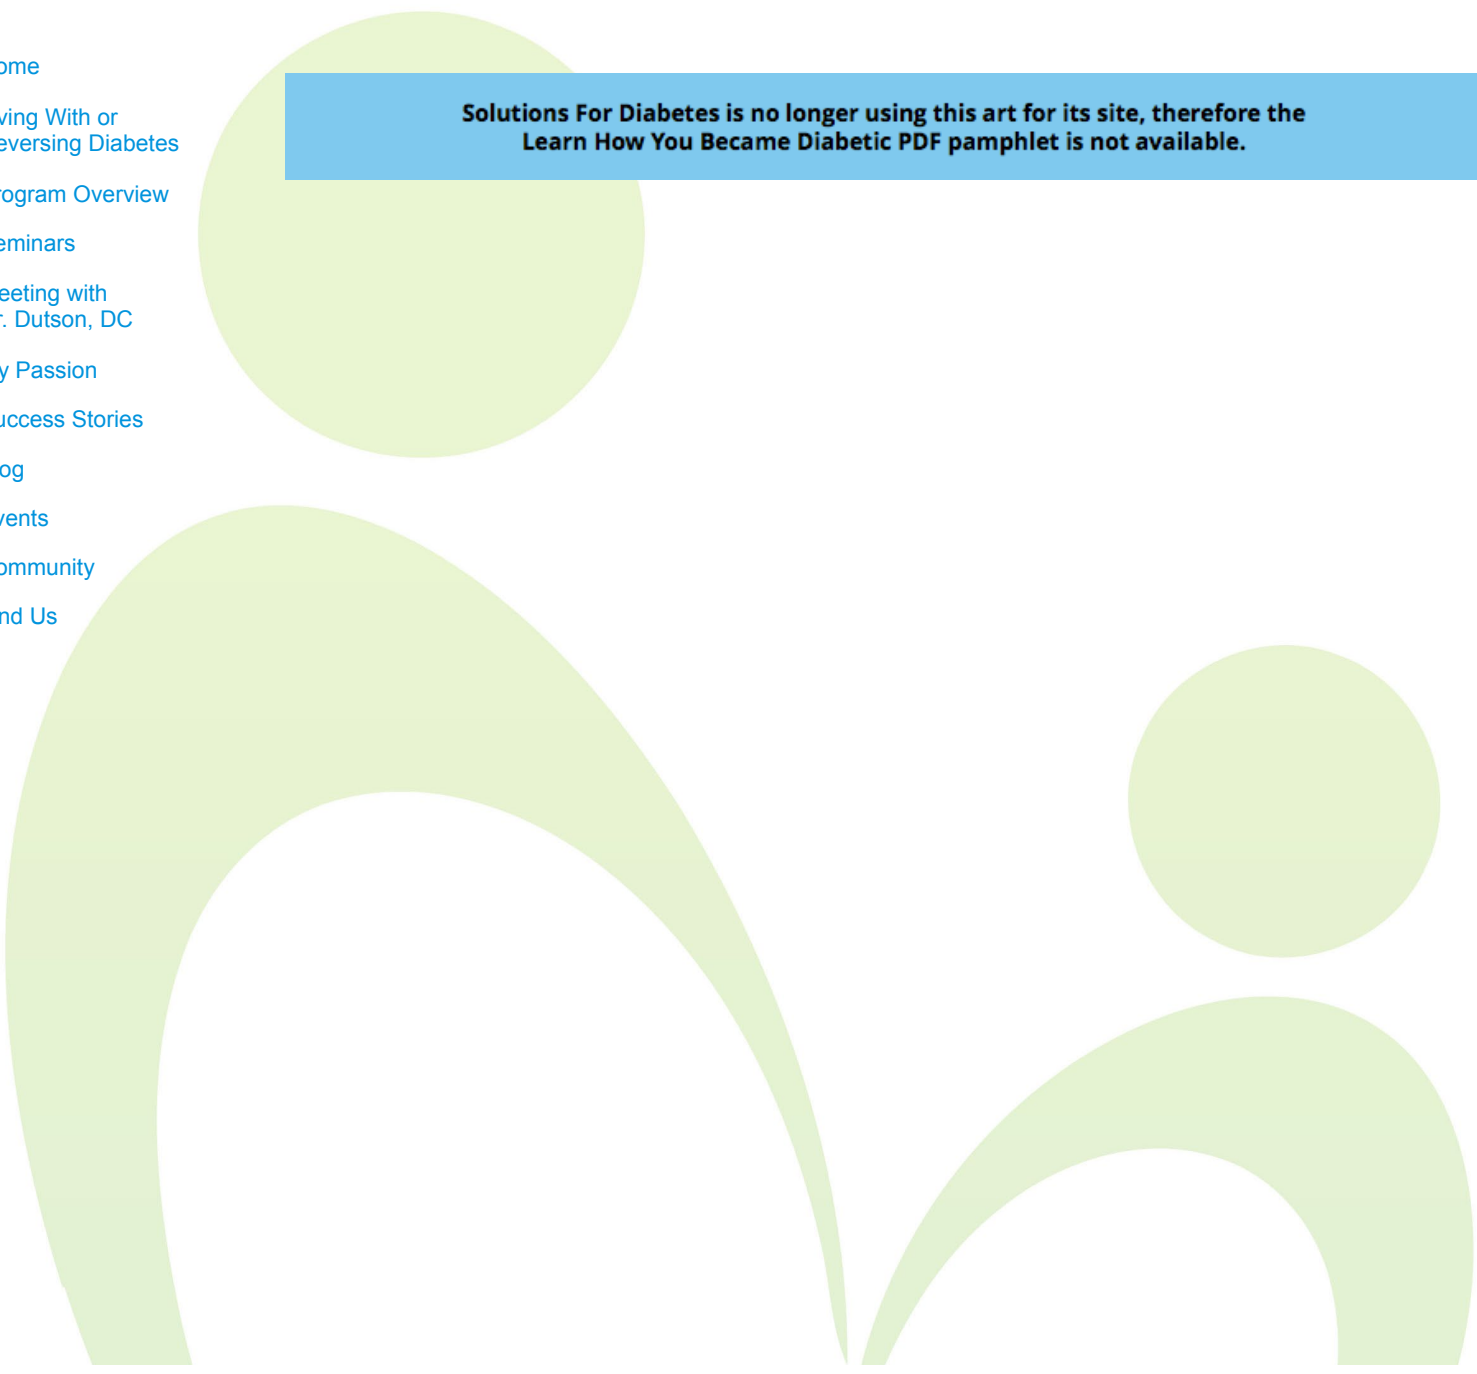 ome
ving With or
eversing Diabetes
rogram Overview
eminars
eeting with
r. Dutson, DC
y Passion
uccess Stories
og
vents
ommunity
nd Us
Solutions For Diabetes is no longer using this art for its site, therefore the
Learn How You Became Diabetic PDF pamphlet is not available.